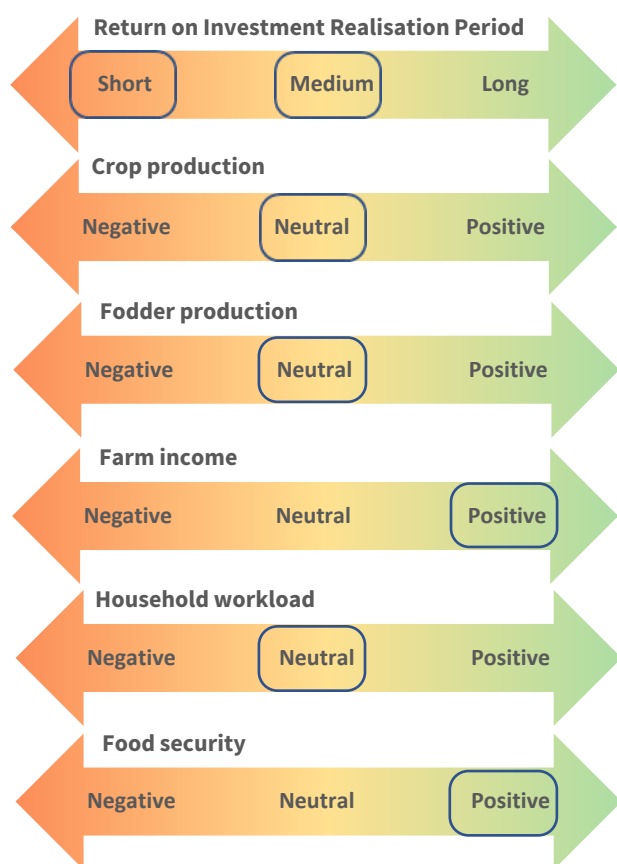 Return on Investment Realisation Period
Short Medium Long
Crop production
Negative Neutral Positive
Fodder production
Negative Neutral Positive
Farm income
Negative Neutral Positive
Household workload
Negative Neutral Positive
Food security
Negative Neutral Positive